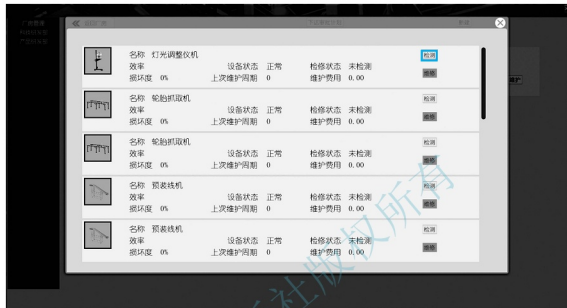 名称 灯光调整仪机
检测
效率 设备状态 正常 检修状态 未检测
维修
损坏度 0% 上次维护周期 0 维护费用 0.00
名称 轮胎抓取机
检测
效率 设备状态 正常 检修状态 未检测
维修
损坏度 0% 上次维护周期 0 维护费用 0.00
名称 轮胎抓取机
检测
效率 设备状态 正常 检修状态 未检测
维修
损坏度 0% 上次维护周期 0 维护费用 0.00
名称 预装线机
检测
效率 设备状态 正常 检修状态 未检测
维修
损坏度 0% 上次维护周期 0 维护费用 0.00
名称 预装线机
检测
效率 设备状态 正常 检修状态 未检测
维修
损坏度 0% 上次维护周期 0 维护费用 0.00
社版权所有